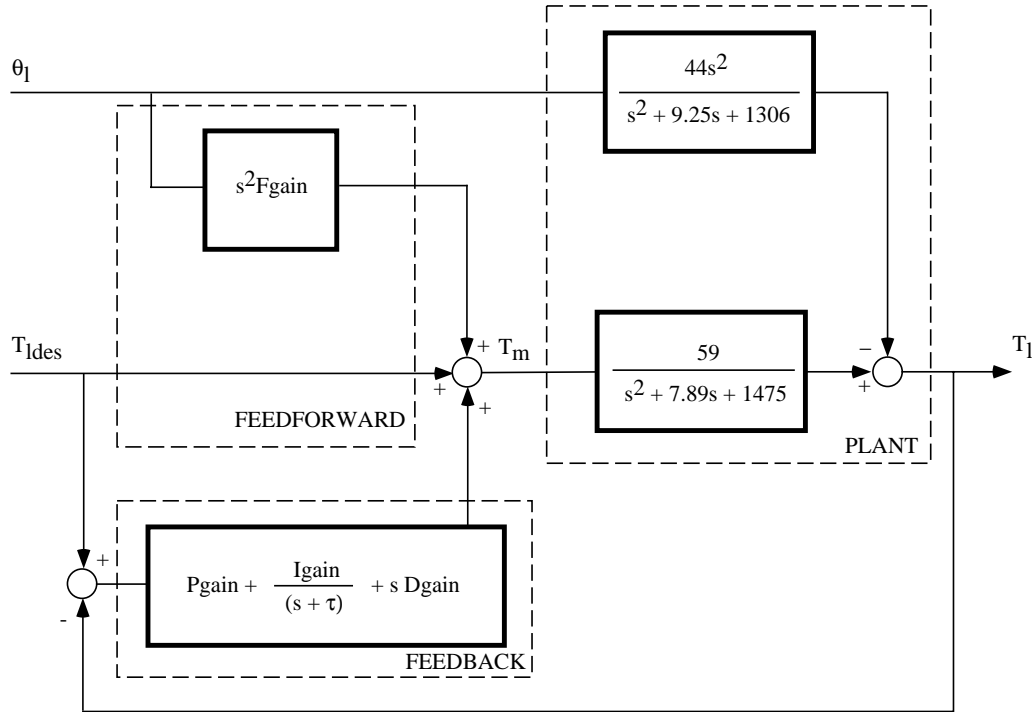 44s²
θl
s² + 9.25s + 1306
s²Fgain
Tldes
+
Tm
59
−
Tl
+
+
+
s² + 7.89s + 1475
FEEDFORWARD
PLANT
+
Pgain + Igain + s Dgain
(s + τ)
-
FEEDBACK